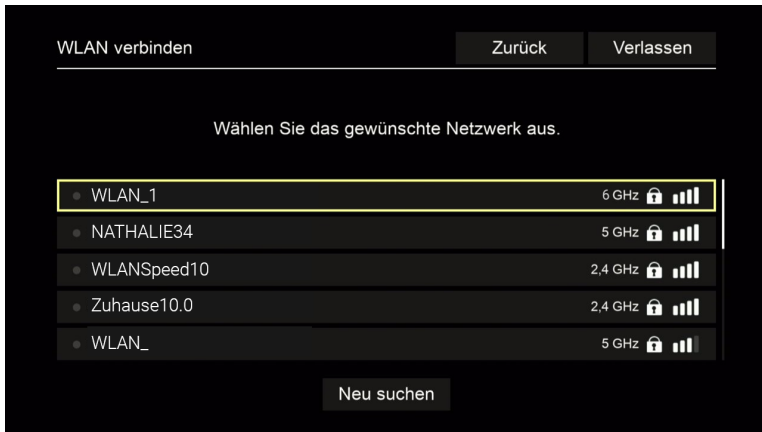 WLAN verbinden Zurück Verlassen
Wählen Sie das gewünschte Netzwerk aus.
WLAN_1 6 GHz
NATHALIE34 5 GHz
WLANSpeed10 2,4 GHz
Zuhause10.0 2,4 GHz
WLAN_ 5 GHz
Neu suchen